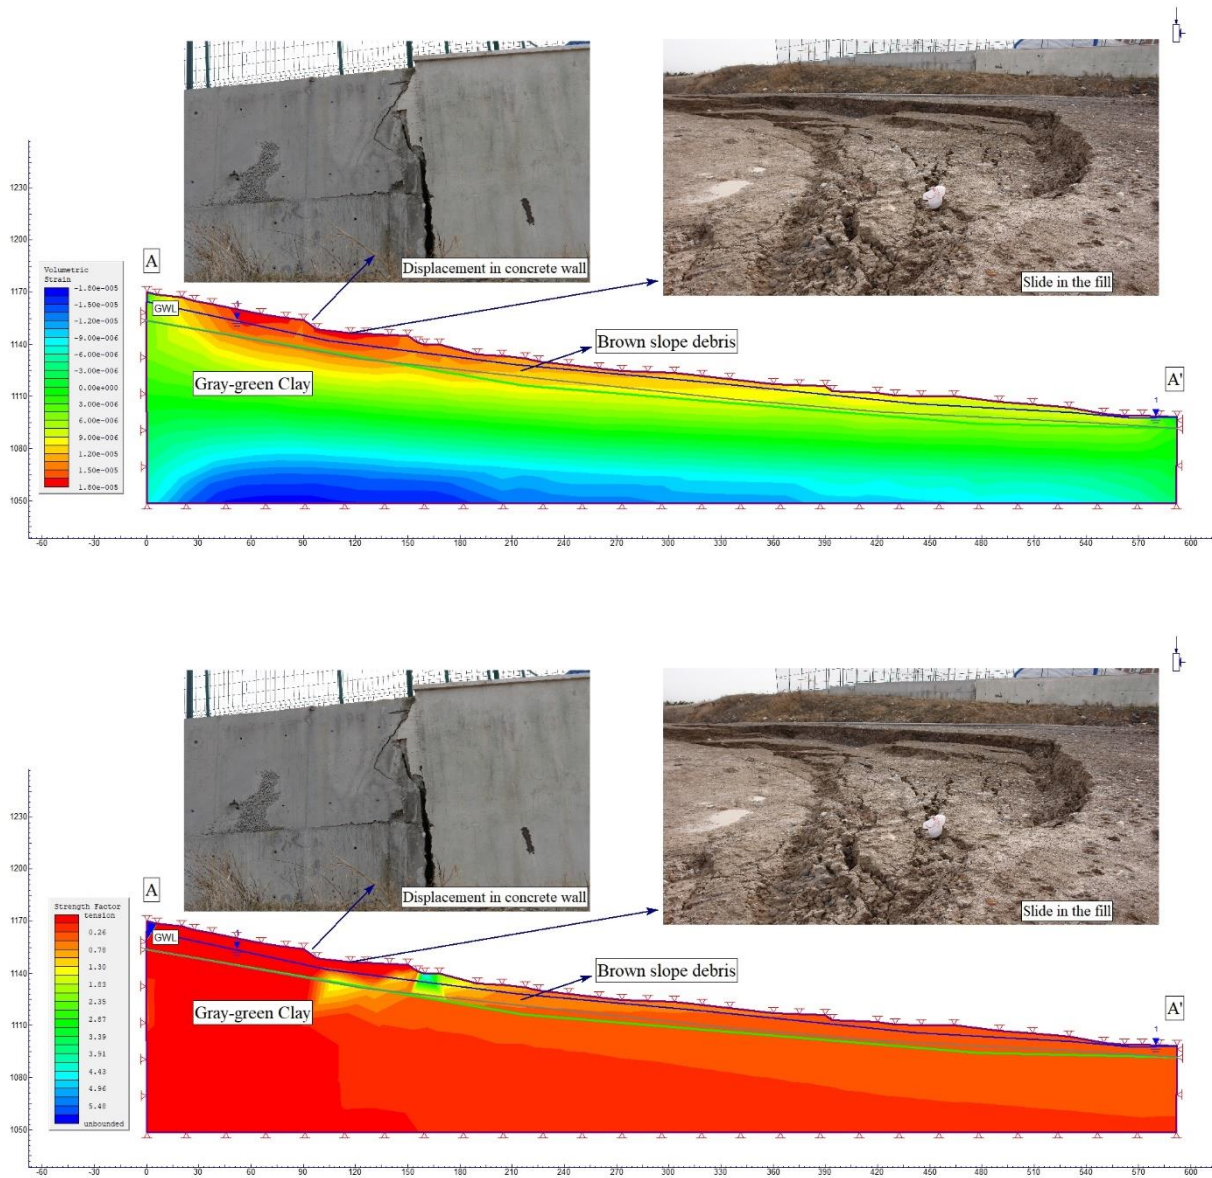 Displacement in concrete wall
Slide in the fill
1230
1200
1170
1140
1110
1080
1050
A
Volumetric
Strain
-1.80e-005
-1.50e-005
-1.20e-005
-9.00e-006
-6.00e-006
-3.00e-006
0.00e+000
3.00e-006
6.00e-006
9.00e-006
1.20e-005
1.50e-005
1.80e-005
GWL
1
Brown slope debris
Gray-green Clay
A'
1
-60 -30 0 30 60 90 120 150 180 210 240 270 300 330 360 390 420 450 480 510 540 570 600
Displacement in concrete wall
Slide in the fill
1230
1200
1170
1140
1110
1080
1050
A
Strength Factor
tension
0.26
0.78
1.30
1.83
2.35
2.87
3.39
3.91
4.43
4.96
5.48
unbounded
GWL
1
Brown slope debris
Gray-green Clay
A'
1
-60 -30 0 30 60 90 120 150 180 210 240 270 300 330 360 390 420 450 480 510 540 570 600